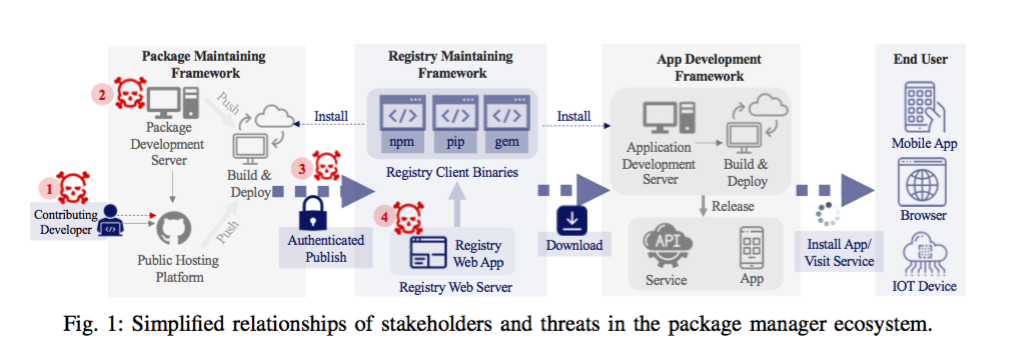 Package Maintaining
Framework
Registry Maintaining
Framework
App Development
Framework
End User
2
Push
Package
Development
Server
Build &
Deploy
Install
</>
</>
</>
npm
pip
gem
Registry Client Binaries
Install
Application
Development
Server
Build &
Deploy
Mobile App
1
Contributing
Developer
</>
Push
Public Hosting
Platform
3
Authenticated
Publish
4
Registry
Web App
Registry Web Server
Download
Release
API
Service
App
Install App/
Visit Service
Browser
IOT Device
Fig. 1: Simplified relationships of stakeholders and threats in the package manager ecosystem.